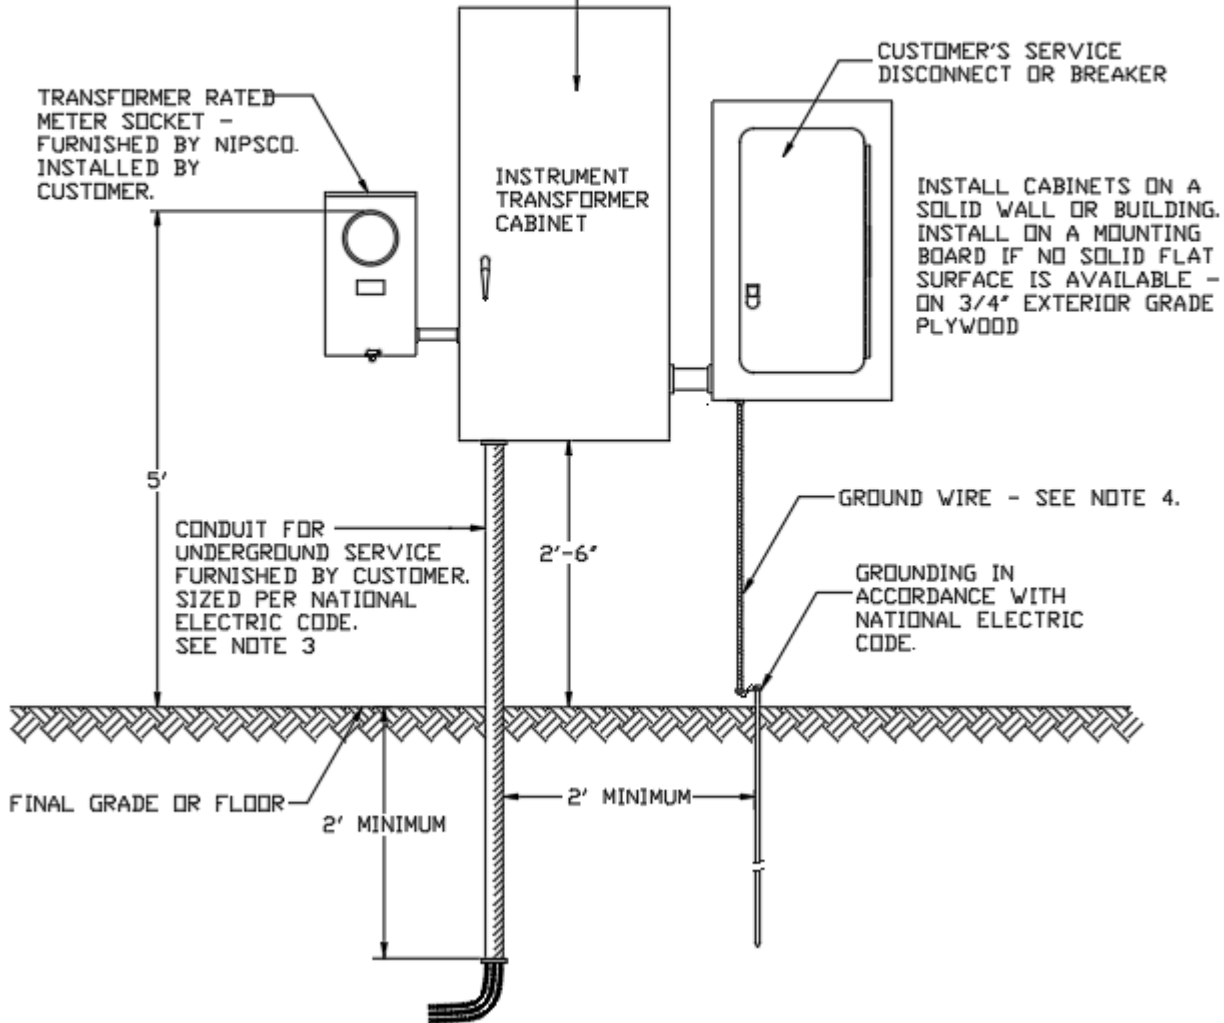 CUSTOMER'S SERVICE
DISCONNECT OR BREAKER
TRANSFORMER RATED
METER SOCKET -
FURNISHED BY NIPSCO.
INSTALLED BY
CUSTOMER.
INSTRUMENT
TRANSFORMER
CABINET
INSTALL CABINETS ON A
SOLID WALL OR BUILDING.
INSTALL ON A MOUNTING
BOARD IF NO SOLID FLAT
SURFACE IS AVAILABLE -
ON 3/4" EXTERIOR GRADE
PLYWOOD
5'
CONDUIT FOR
UNDERGROUND SERVICE
FURNISHED BY CUSTOMER.
SIZED PER NATIONAL
ELECTRIC CODE.
SEE NOTE 3
2'-6"
GROUND WIRE - SEE NOTE 4.
GROUNDING IN
ACCORDANCE WITH
NATIONAL ELECTRIC
CODE.
FINAL GRADE OR FLOOR
2' MINIMUM
2' MINIMUM